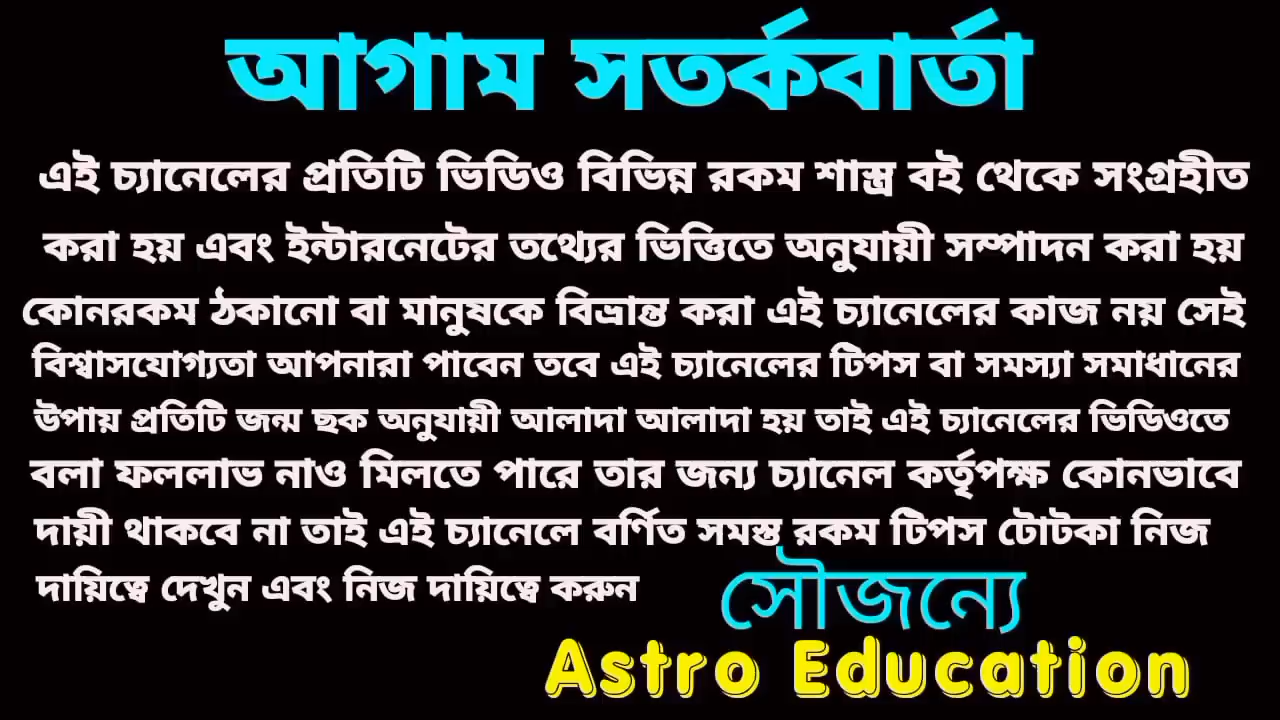 আগাম সতর্কবার্তা
এই চ্যানেলের প্রতিটি ভিডিও বিভিন্ন রকম শাস্ত্র বই থেকে সংগ্রহীত
করা হয় এবং ইন্টারনেটের তথ্যের ভিত্তিতে অনুযায়ী সম্পাদন করা হয়
কোনরকম ঠকানো বা মানুষকে বিভ্রান্ত করা এই চ্যানেলের কাজ নয় সেই
বিশ্বাসযোগ্যতা আপনারা পাবেন তবে এই চ্যানেলের টিপস বা সমস্যা সমাধানের
উপায় প্রতিটি জন্ম ছক অনুযায়ী আলাদা আলাদা হয় তাই এই চ্যানেলের ভিডিওতে
বলা ফললাভ নাও মিলতে পারে তার জন্য চ্যানেল কর্তৃপক্ষ কোনভাবে
দায়ী থাকবে না তাই এই চ্যানেলে বর্ণিত সমস্ত রকম টিপস টোটকা নিজ
দায়িত্বে দেখুন এবং নিজ দায়িত্বে করুন
সৌজন্যে
Astro Education